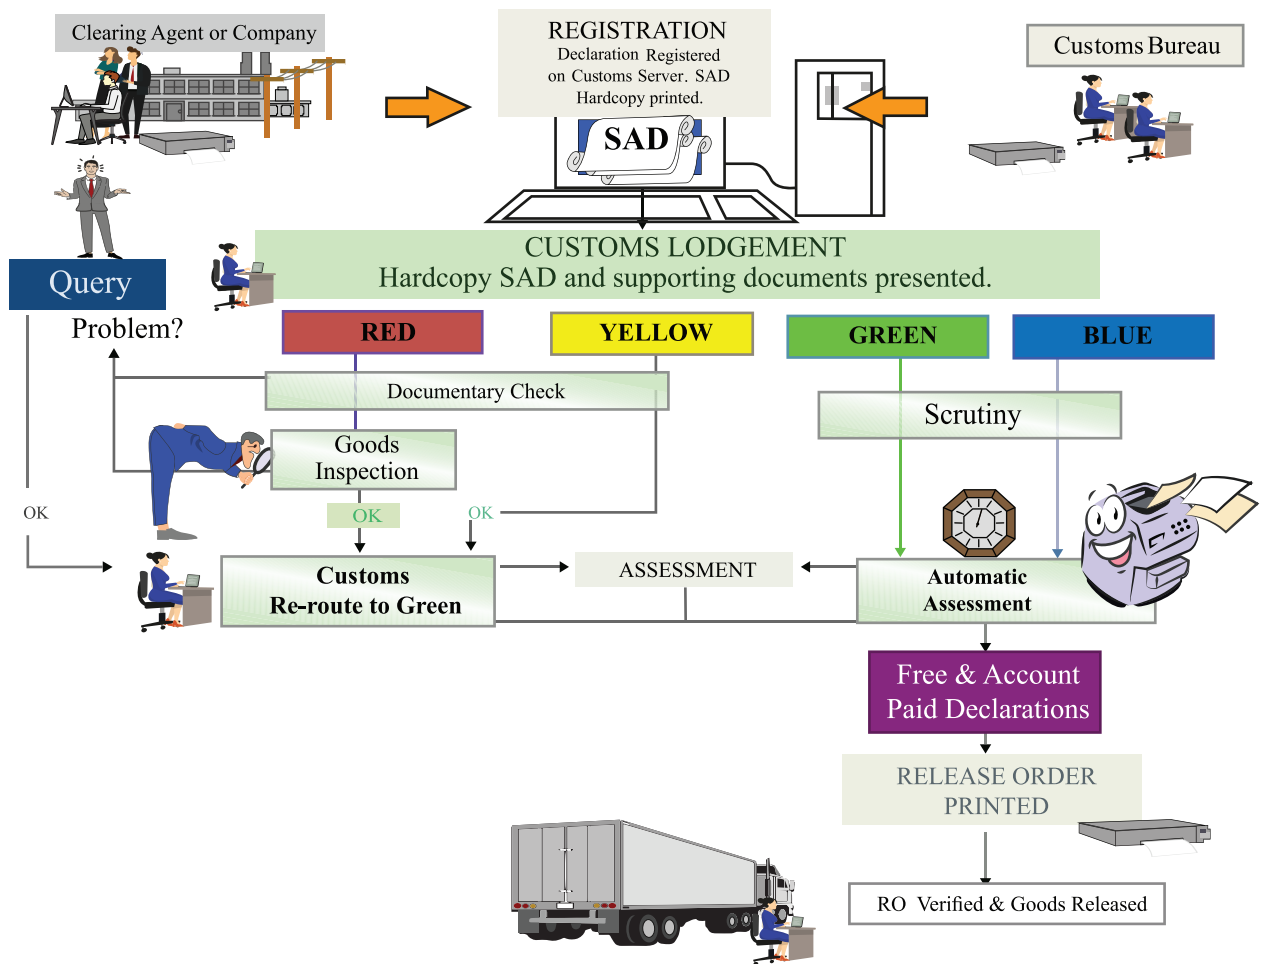 Clearing Agent or Company
REGISTRATION
Declaration Registered
on Customs Server. SAD
Hardcopy printed.
Customs Bureau
SAD
CUSTOMS LODGEMENT
Hardcopy SAD and supporting documents presented.
Query
Problem?
RED
YELLOW
GREEN
BLUE
Documentary Check
Scrutiny
Goods
Inspection
OK
OK
OK
Customs
Re-route to Green
ASSESSMENT
Automatic
Assessment
Free & Account
Paid Declarations
RELEASE ORDER
PRINTED
RO Verified & Goods Released